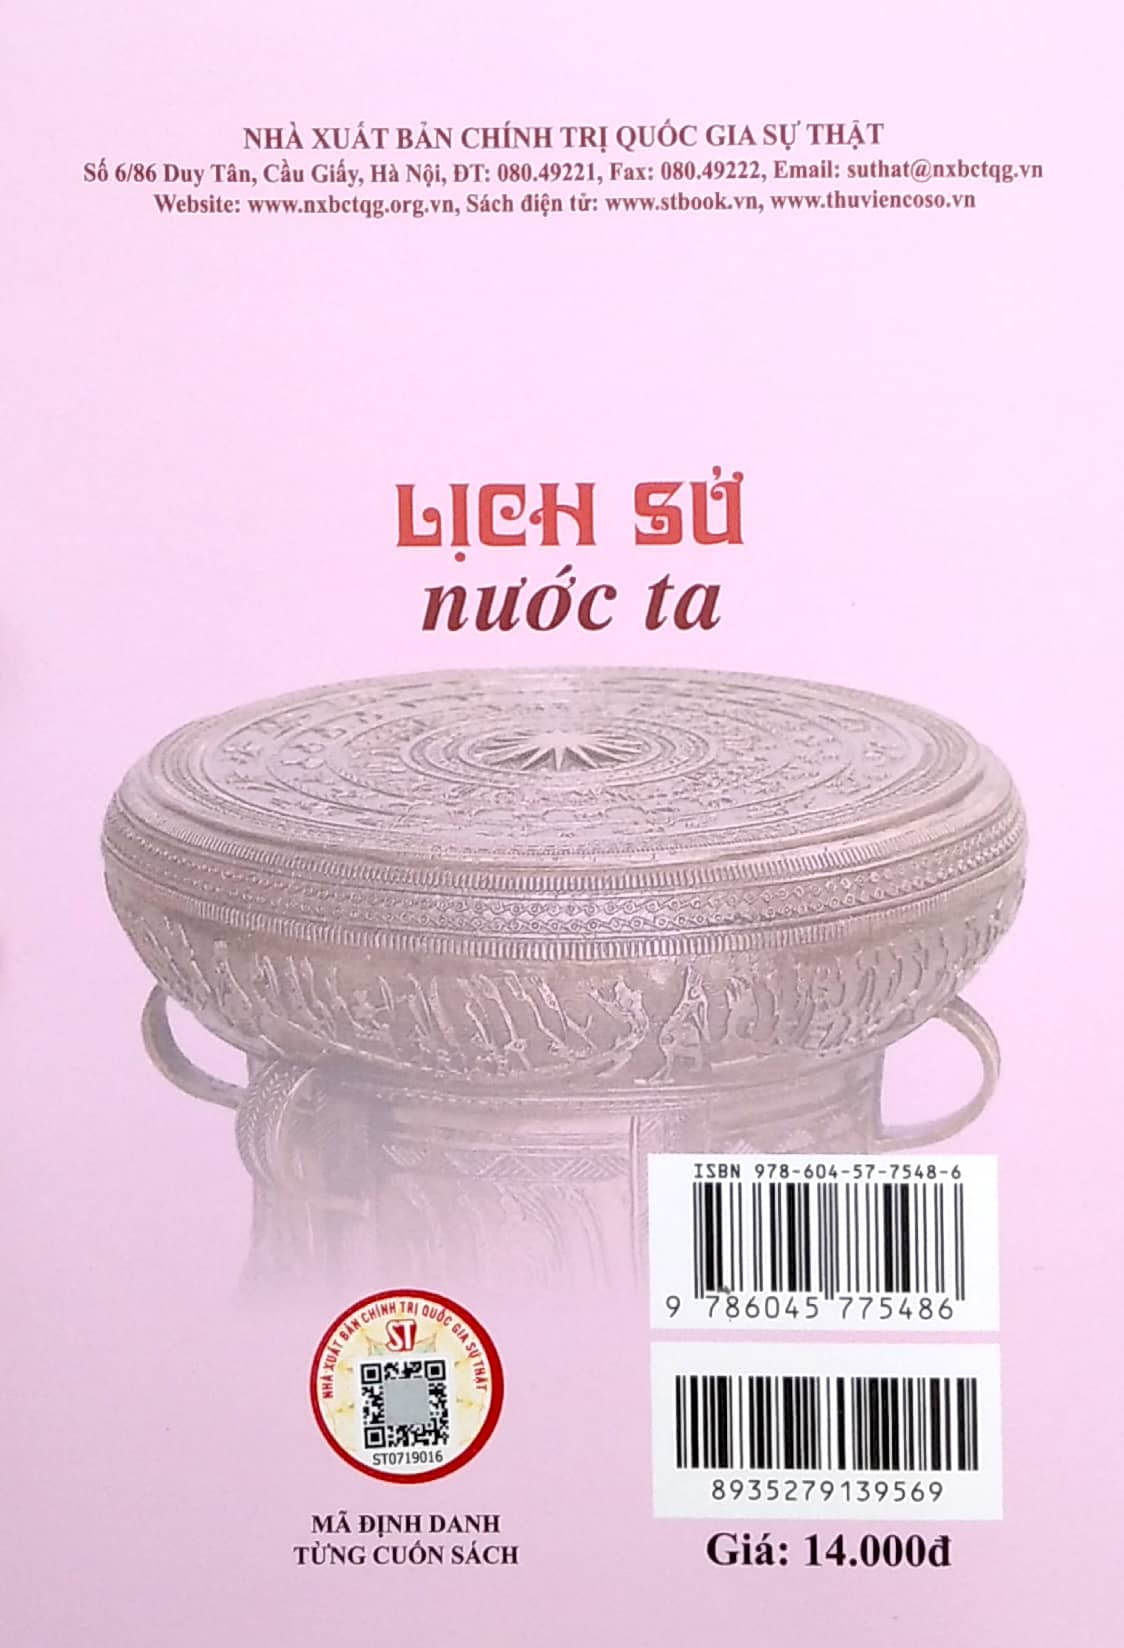 NHÀ XUẤT BẢN CHÍNH TRỊ QUỐC GIA SỰ THẬT
Số 6/86 Duy Tân, Cầu Giấy, Hà Nội, ĐT: 080.49221, Fax: 080.49222, Email: suthat@nxbctqg.vn
Website: www.nxbctqg.org.vn, Sách điện tử: www.stbook.vn, www.thuviencoso.vn
LỊCH SỬ
nước ta
ISBN 978-604-57-7548-6
9 786045 775486
NHÀ XUẤT BẢN CHÍNH TRỊ QUỐC GIA SỰ THẬT
ST
ST0719016
8935279139569
MÃ ĐỊNH DANH
TỪNG CUỐN SÁCH
Giá: 14.000đ